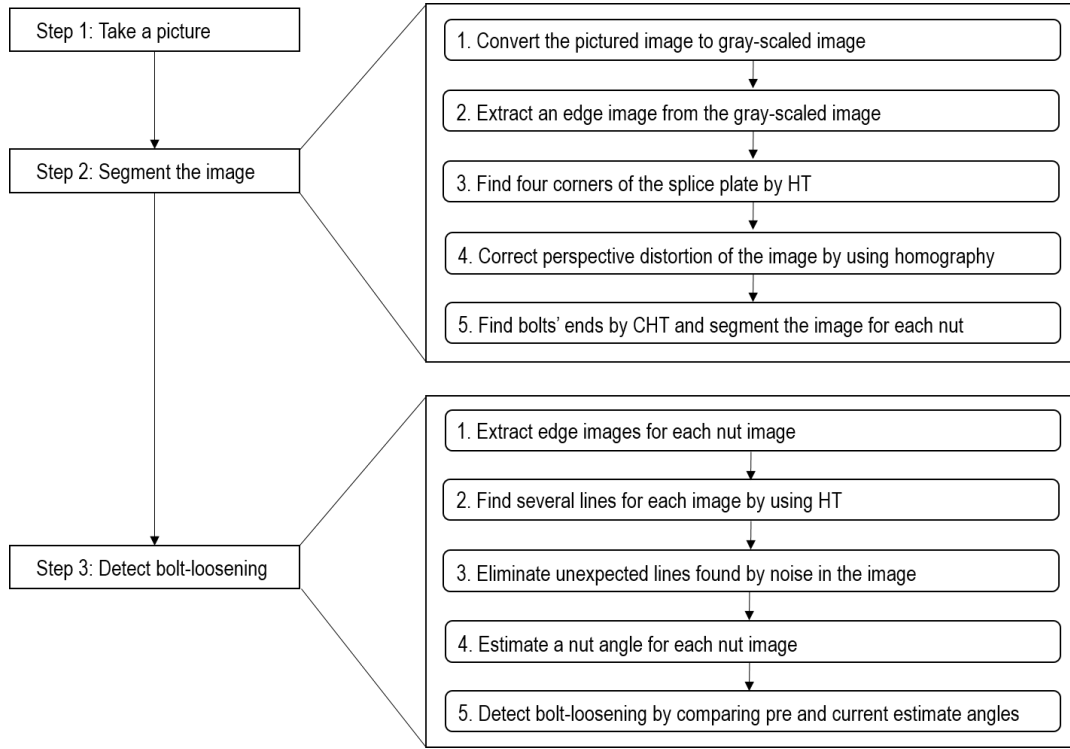 Step 1: Take a picture
Step 2: Segment the image
1. Convert the pictured image to gray-scaled image
2. Extract an edge image from the gray-scaled image
3. Find four corners of the splice plate by HT
4. Correct perspective distortion of the image by using homography
5. Find bolts’ ends by CHT and segment the image for each nut
Step 3: Detect bolt-loosening
1. Extract edge images for each nut image
2. Find several lines for each image by using HT
3. Eliminate unexpected lines found by noise in the image
4. Estimate a nut angle for each nut image
5. Detect bolt-loosening by comparing pre and current estimate angles